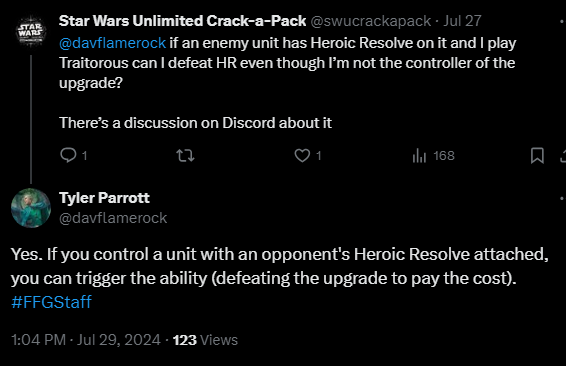 Star Wars Unlimited Crack-a-Pack @swucrackapack · Jul 27
@davflamerock if an enemy unit has Heroic Resolve on it and I play
Traitorous can I defeat HR even though I'm not the controller of the
upgrade?
There's a discussion on Discord about it
1 1 168
Tyler Parrott
@davflamerock
Yes. If you control a unit with an opponent's Heroic Resolve attached,
you can trigger the ability (defeating the upgrade to pay the cost).
#FFGStaff
1:04 PM · Jul 29, 2024 · 123 Views